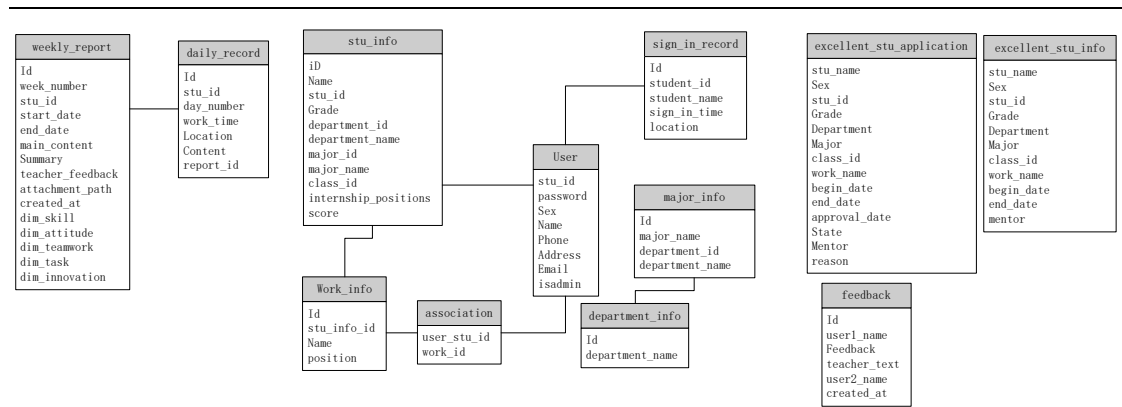 weekly_report
Id
week_number
stu_id
start_date
end_date
main_content
Summary
teacher_feedback
attachment_path
created_at
dim_skill
dim_attitude
dim_teamwork
dim_task
dim_innovation
daily_record
Id
stu_id
day_number
work_time
Location
Content
report_id
stu_info
iD
Name
stu_id
Grade
department_id
department_name
major_id
major_name
class_id
internship_positions
score
Work_info
Id
stu_info_id
Name
position
association
user_stu_id
work_id
User
stu_id
password
Sex
Name
Phone
Address
Email
isadmin
sign_in_record
Id
student_id
student_name
sign_in_time
location
major_info
Id
major_name
department_id
department_name
department_info
Id
department_name
excellent_stu_application
stu_name
Sex
stu_id
Grade
Department
Major
class_id
work_name
begin_date
end_date
approval_date
State
Mentor
reason
excellent_stu_info
stu_name
Sex
stu_id
Grade
Department
Major
class_id
work_name
begin_date
end_date
mentor
feedback
Id
user1_name
Feedback
teacher_text
user2_name
created_at